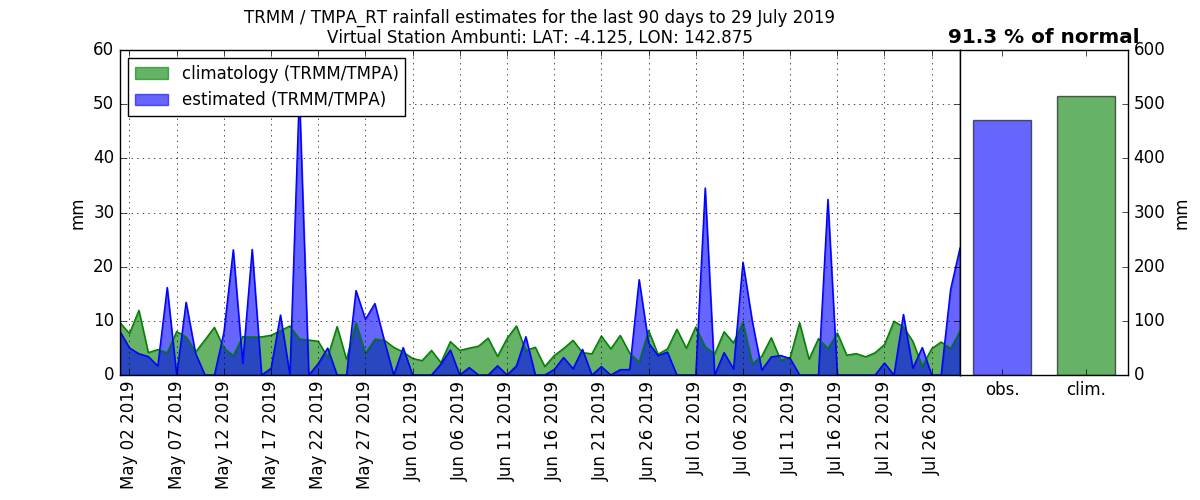 TRMM / TMPA_RT rainfall estimates for the last 90 days to 29 July 2019
Virtual Station Ambunti: LAT: -4.125, LON: 142.875
91.3 % of normal
climatology (TRMM/TMPA)
estimated (TRMM/TMPA)
mm
60
50
40
30
20
10
0
May 02 2019
May 07 2019
May 12 2019
May 17 2019
May 22 2019
May 27 2019
Jun 01 2019
Jun 06 2019
Jun 11 2019
Jun 16 2019
Jun 21 2019
Jun 26 2019
Jul 01 2019
Jul 06 2019
Jul 11 2019
Jul 16 2019
Jul 21 2019
Jul 26 2019
obs.
clim.
600
500
400
300
200
100
0
mm